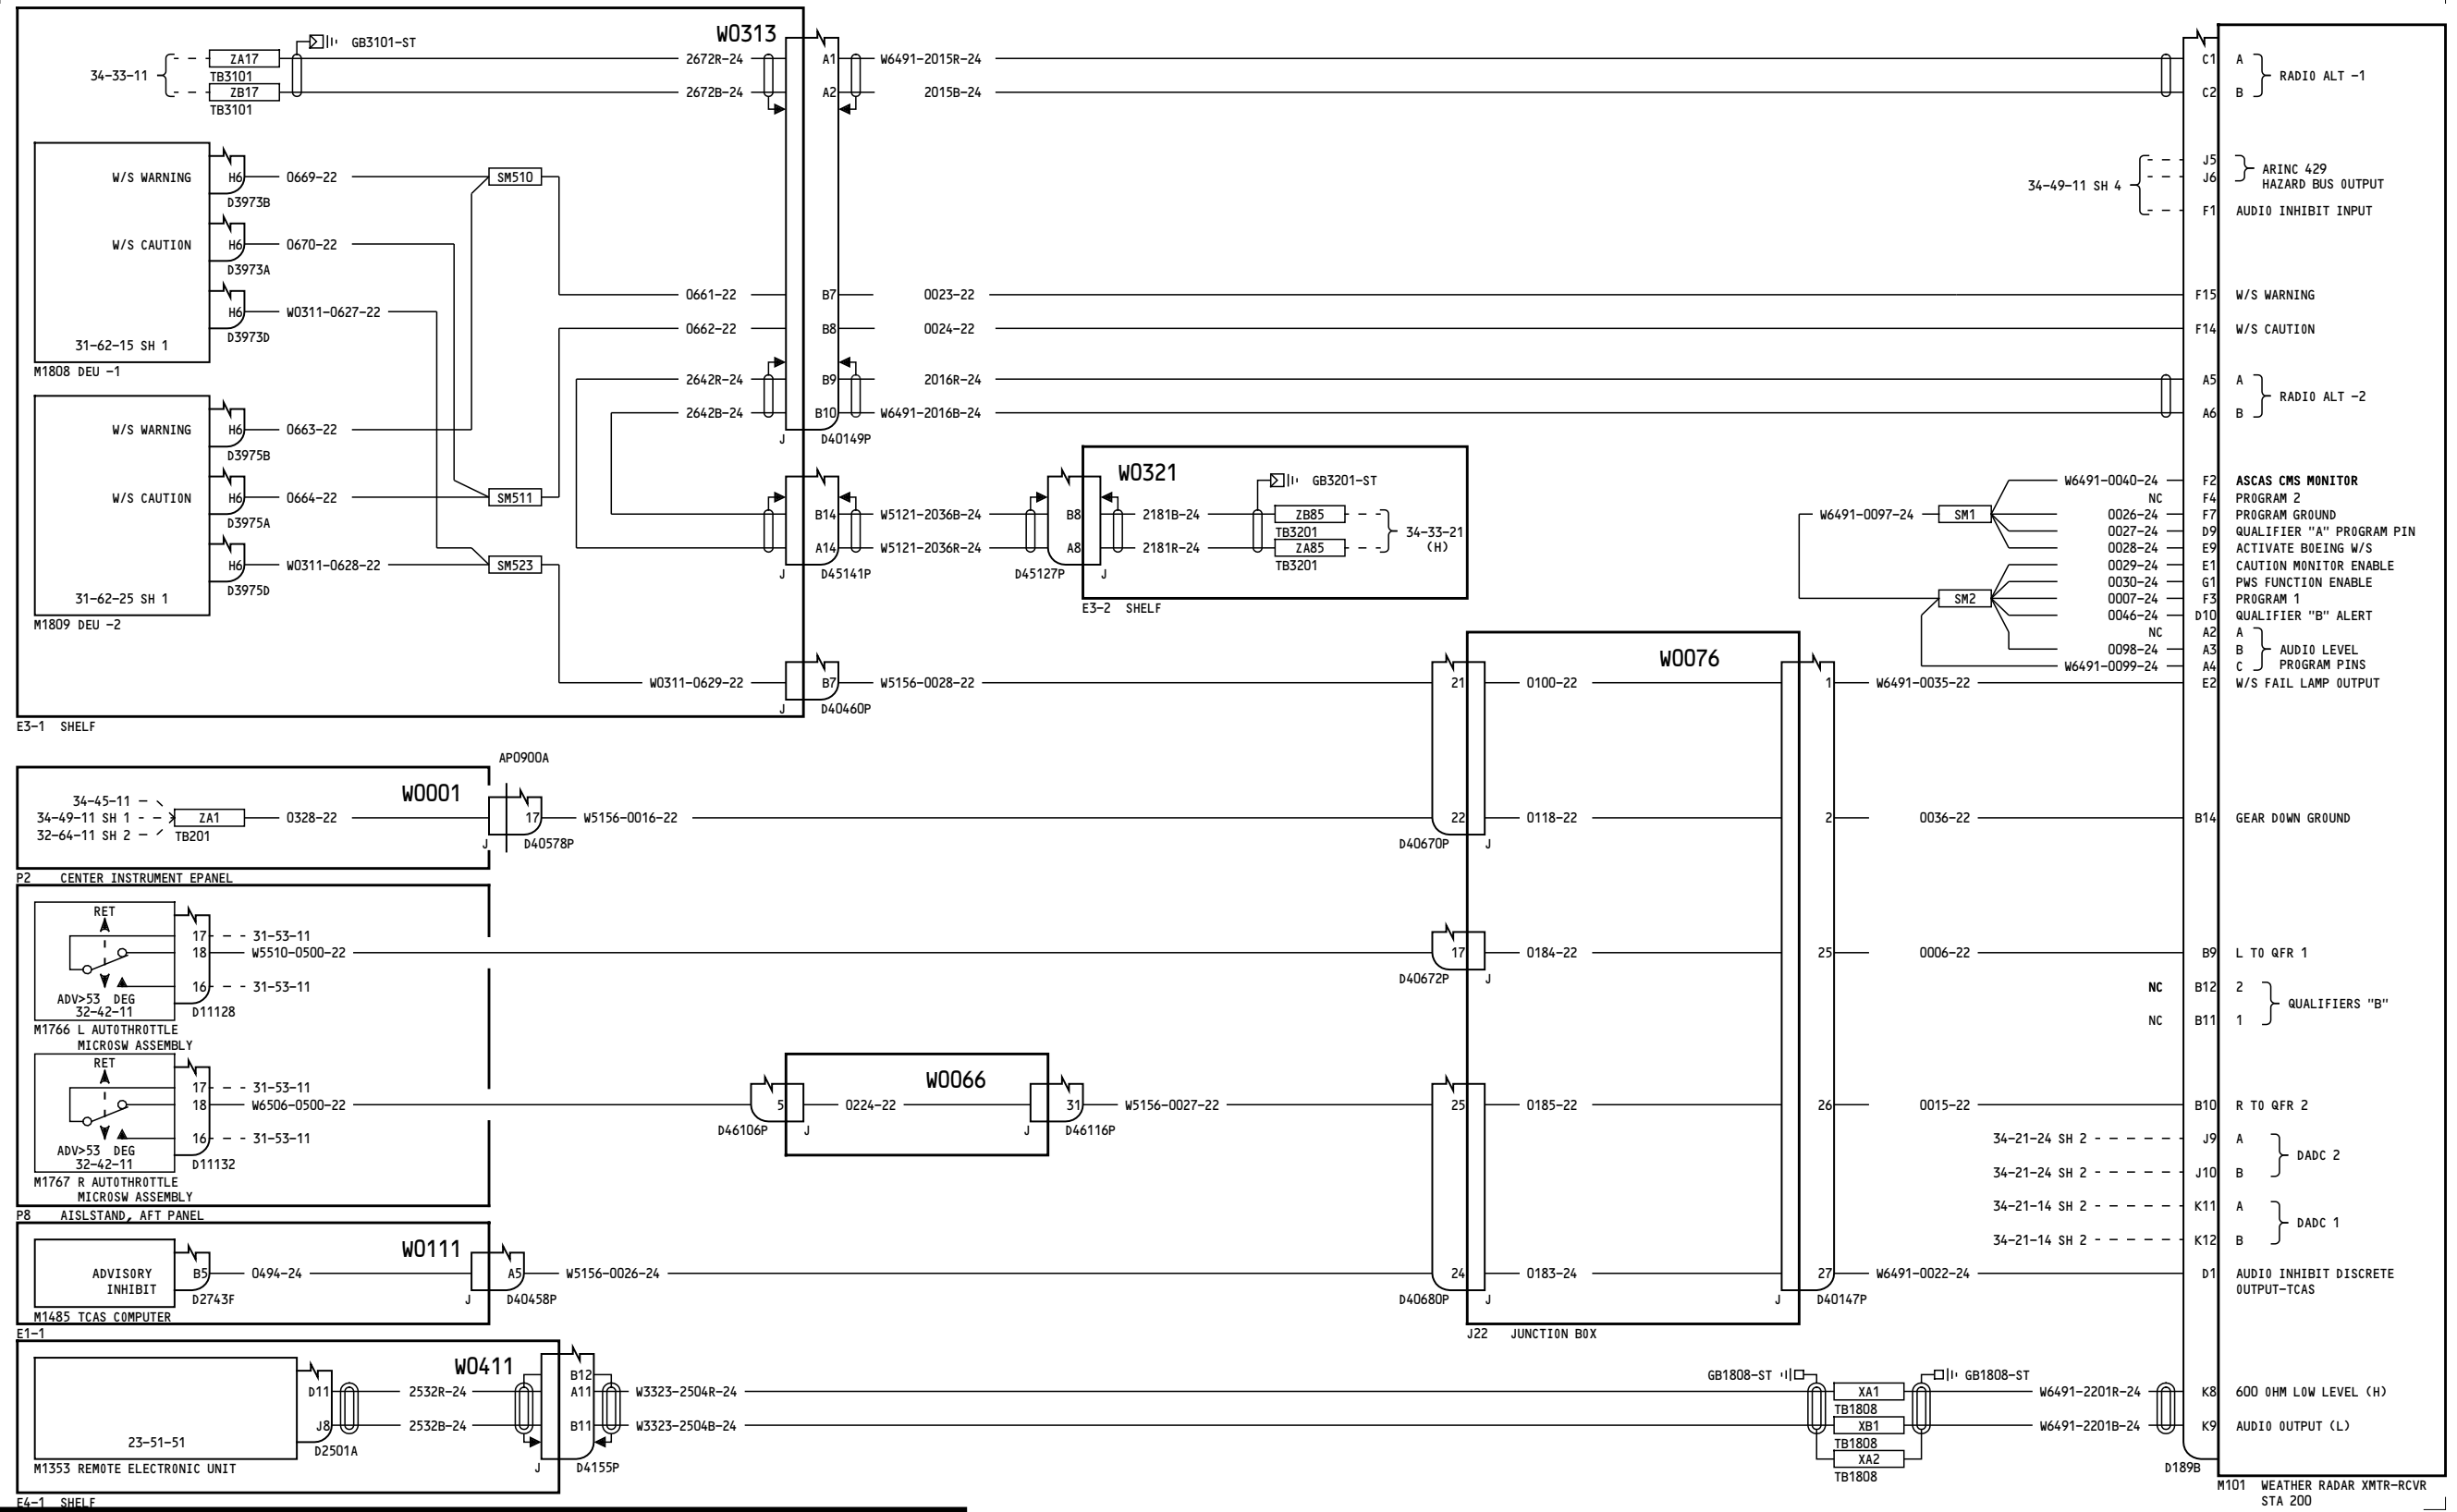 W0313
GB3101-ST
34-33-11
ZA17
TB3101
ZB17
TB3101
2672R-24
2672B-24
A1
A2
W6491-2015R-24
2015B-24
C1 A
C2 B
RADIO ALT -1
W/S WARNING
H6
0669-22
D3973B
SM510
W/S CAUTION
H6
0670-22
D3973A
H6
W0311-0627-22
D3973D
31-62-15 SH 1
M1808 DEU -1
34-49-11 SH 4
J5
J6
ARINC 429
HAZARD BUS OUTPUT
F1 AUDIO INHIBIT INPUT
0661-22
B7
0023-22
F15 W/S WARNING
0662-22
B8
0024-22
F14 W/S CAUTION
2642R-24
B9
2016R-24
A5 A
2642B-24
B10
W6491-2016B-24
A6 B
RADIO ALT -2
J
D40149P
W/S WARNING
H6
0663-22
D3975B
W/S CAUTION
H6
0664-22
D3975A
SM511
H6
W0311-0628-22
D3975D
SM523
31-62-25 SH 1
M1809 DEU -2
B14
W5121-2036B-24
A14
W5121-2036R-24
J
D45141P
W0321
B8
2181B-24
A8
2181R-24
D45127P
J
GB3201-ST
ZB85
TB3201
ZA85
TB3201
34-33-21
(H)
E3-2 SHELF
W6491-0097-24
SM1
SM2
W6491-0040-24 F2 ASCAS CMS MONITOR
NC F4 PROGRAM 2
0026-24 F7 PROGRAM GROUND
0027-24 D9 QUALIFIER "A" PROGRAM PIN
0028-24 E9 ACTIVATE BOEING W/S
0029-24 E1 CAUTION MONITOR ENABLE
0030-24 G1 PWS FUNCTION ENABLE
0007-24 F3 PROGRAM 1
0046-24 D10 QUALIFIER "B" ALERT
NC A2 A
0098-24 A3 B
W6491-0099-24 A4 C
AUDIO LEVEL
PROGRAM PINS
W0311-0629-22
B7
W5156-0028-22
J
D40460P
E3-1 SHELF
W0076
21
0100-22
1
W6491-0035-22
E2 W/S FAIL LAMP OUTPUT
AP0900A
W0001
34-45-11
34-49-11 SH 1
32-64-11 SH 2
ZA1
TB201
0328-22
17
W5156-0016-22
J
D40578P
22
0118-22
2
0036-22
B14 GEAR DOWN GROUND
D40670P
J
P2 CENTER INSTRUMENT EPANEL
RET
17
31-53-11
18
W5510-0500-22
16
31-53-11
ADV>53 DEG
32-42-11
D11128
M1766 L AUTOTHROTTLE
MICROSW ASSEMBLY
17
0184-22
25
0006-22
B9 L TO QFR 1
D40672P
J
NC B12 2
NC B11 1
QUALIFIERS "B"
RET
17
31-53-11
18
W6506-0500-22
16
31-53-11
ADV>53 DEG
32-42-11
D11132
M1767 R AUTOTHROTTLE
MICROSW ASSEMBLY
P8 AISLSTAND, AFT PANEL
W0066
5
0224-22
31
W5156-0027-22
D46106P
J
J
D46116P
25
0185-22
26
0015-22
B10 R TO QFR 2
34-21-24 SH 2 J9 A
34-21-24 SH 2 J10 B
DADC 2
34-21-14 SH 2 K11 A
34-21-14 SH 2 K12 B
DADC 1
W0111
ADVISORY
INHIBIT
B5
0494-24
D2743F
A5
W5156-0026-24
J
D40458P
M1485 TCAS COMPUTER
E1-1
24
0183-24
27
W6491-0022-24
D1 AUDIO INHIBIT DISCRETE
OUTPUT-TCAS
D40680P
J
J
D40147P
J22 JUNCTION BOX
W0411
D11
2532R-24
J8
2532B-24
D2501A
23-51-51
M1353 REMOTE ELECTRONIC UNIT
B12
A11
W3323-2504R-24
B11
W3323-2504B-24
J
D4155P
E4-1 SHELF
GB1808-ST
GB1808-ST
XA1
TB1808
XB1
TB1808
XA2
TB1808
W6491-2201R-24
K8 600 OHM LOW LEVEL (H)
W6491-2201B-24
K9 AUDIO OUTPUT (L)
D189B
M101 WEATHER RADAR XMTR-RCVR
STA 200